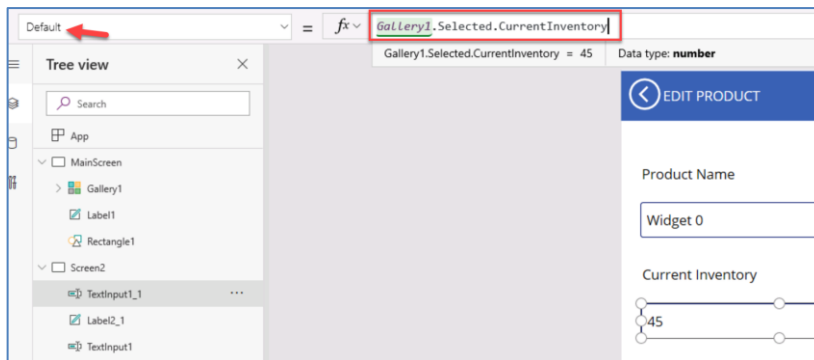 Default = fx Gallery1.Selected.CurrentInventory
Gallery1.Selected.CurrentInventory = 45 Data type: number
Tree view
Search
App
MainScreen
Gallery1
Label1
Rectangle1
Screen2
TextInput1_1 ...
Label2_1
TextInput1
EDIT PRODUCT
Product Name
Widget 0
Current Inventory
45